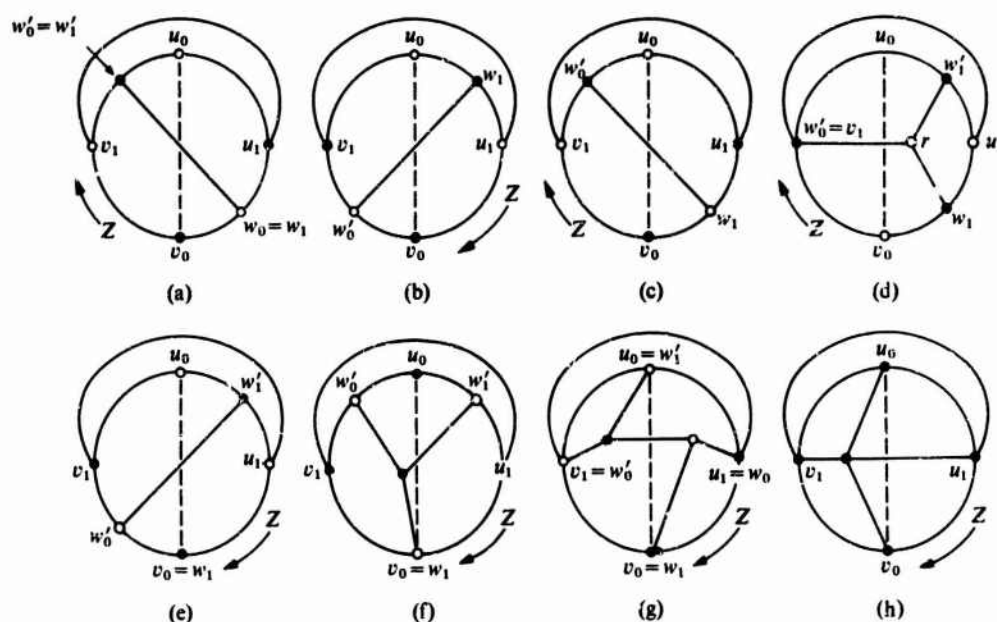 w′₀ = w′₁ u₀ v₁ u₁ w₀ = w₁ v₀ Z
(a)
u₀ w₁ v₁ u₁ w′₀ v₀ Z
(b)
w′₀ u₀ v₁ u₁ w₁ v₀ Z
(c)
u₀ w′₁ w′₀ = v₁ r u w₁ v₀ Z
(d)
u₀ w′₁ v₁ u₁ w′₀ v₀ = w₁ Z
(e)
u₀ w′₀ w′₁ v₁ u₁ v₀ = w₁ Z
(f)
u₀ = w′₁ v₁ = w′₀ u₁ = w₀ v₀ = w₁ Z
(g)
u₀ v₁ u₁ v₀ Z
(h)